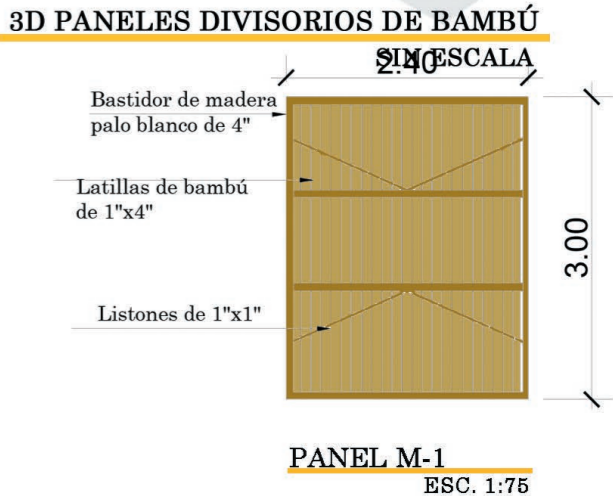 3D PANELES DIVISORIOS DE BAMBÚ
SIN ESCALA
2.40
Bastidor de madera
palo blanco de 4"
Latillas de bambú
de 1"x4"
3.00
Listones de 1"x1"
PANEL M-1
ESC. 1:75